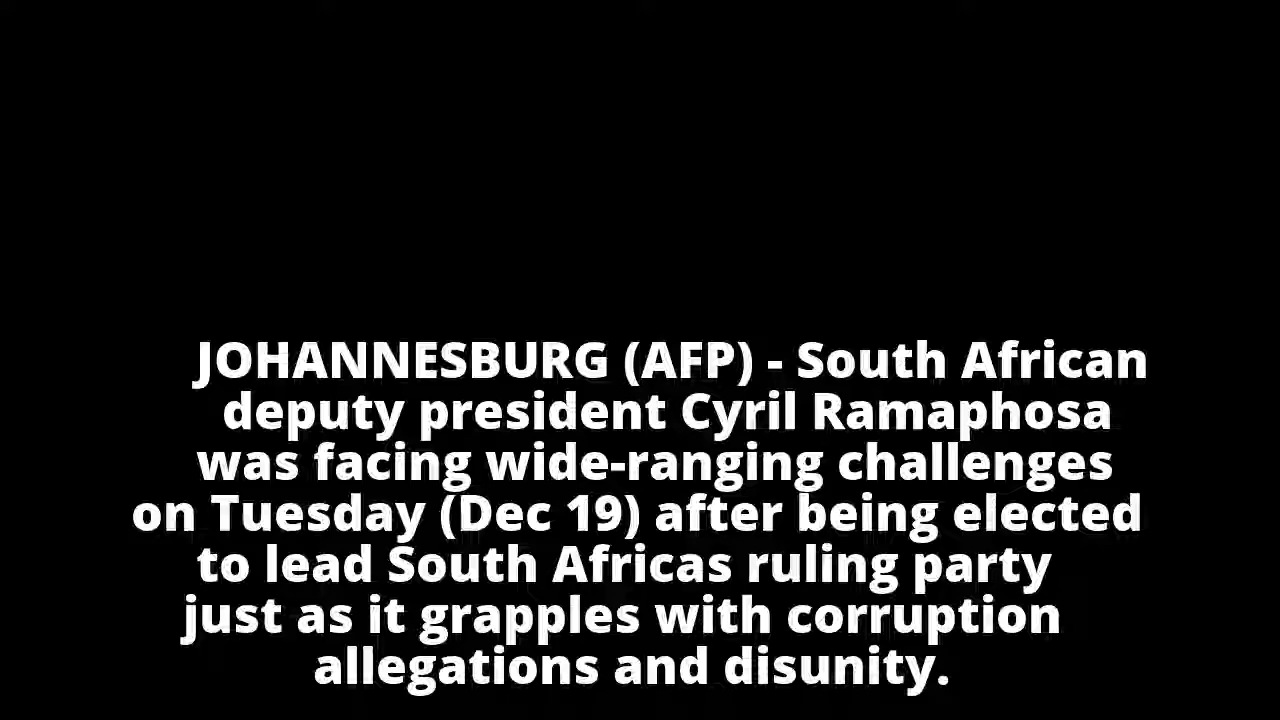 JOHANNESBURG (AFP) - South African
deputy president Cyril Ramaphosa
was facing wide-ranging challenges
on Tuesday (Dec 19) after being elected
to lead South Africas ruling party
just as it grapples with corruption
allegations and disunity.